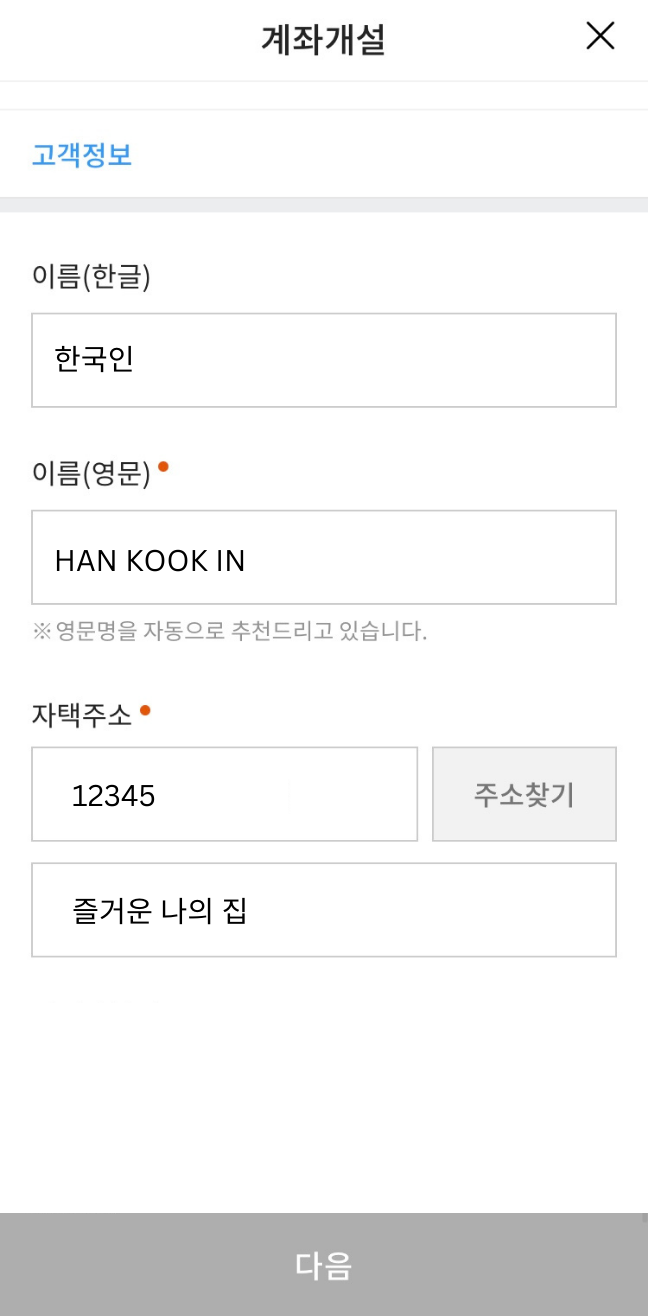 계좌개설
고객정보
이름(한글)
한국인
이름(영문)
HAN KOOK IN
※ 영문명을 자동으로 추천드리고 있습니다.
자택주소
12345 주소찾기
즐거운 나의 집
다음